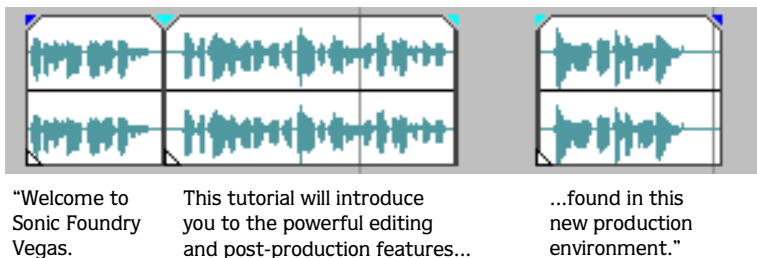 “Welcome to
Sonic Foundry
Vegas.
This tutorial will introduce
you to the powerful editing
and post-production features...
...found in this
new production
environment.”